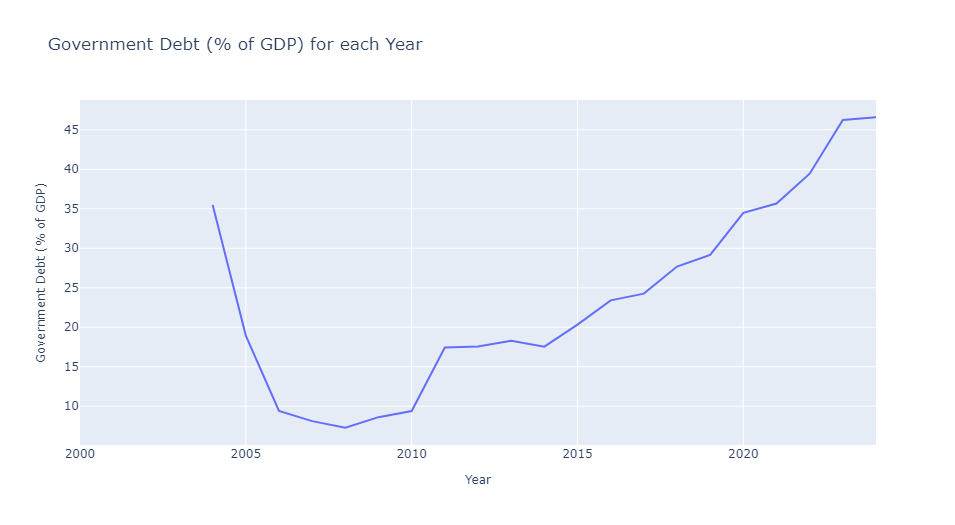 Government Debt (% of GDP) for each Year
Government Debt (% of GDP)
45
40
35
30
25
20
15
10
2000 2005 2010 2015 2020
Year